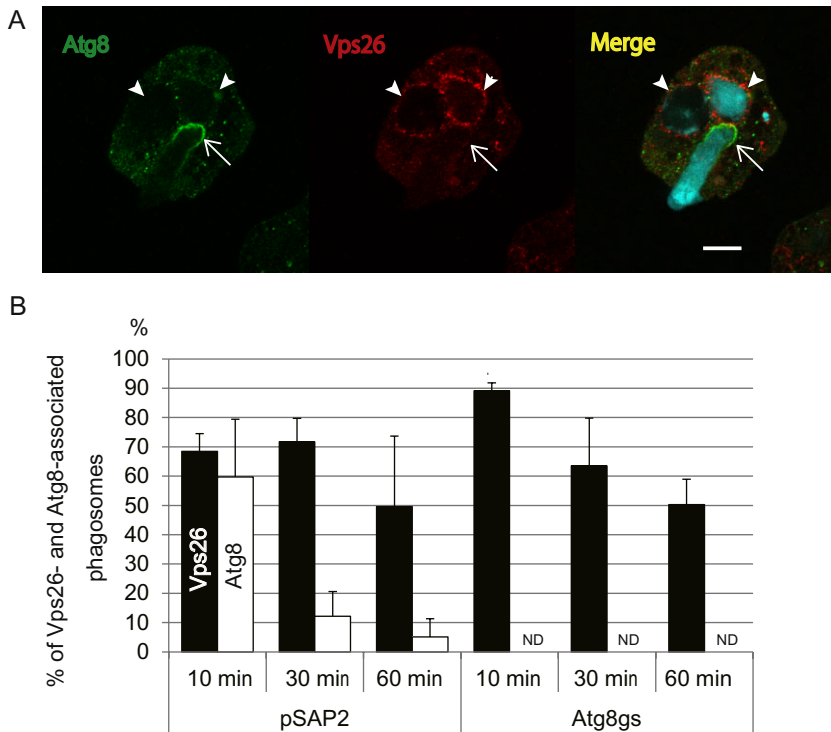 A
Atg8
Vps26
Merge
B
%
% of Vps26- and Atg8-associated
phagosomes
100
90
80
70
60
50
40
30
20
10
0
Vps26
Atg8
ND
ND
ND
10 min
30 min
60 min
10 min
30 min
60 min
pSAP2
Atg8gs